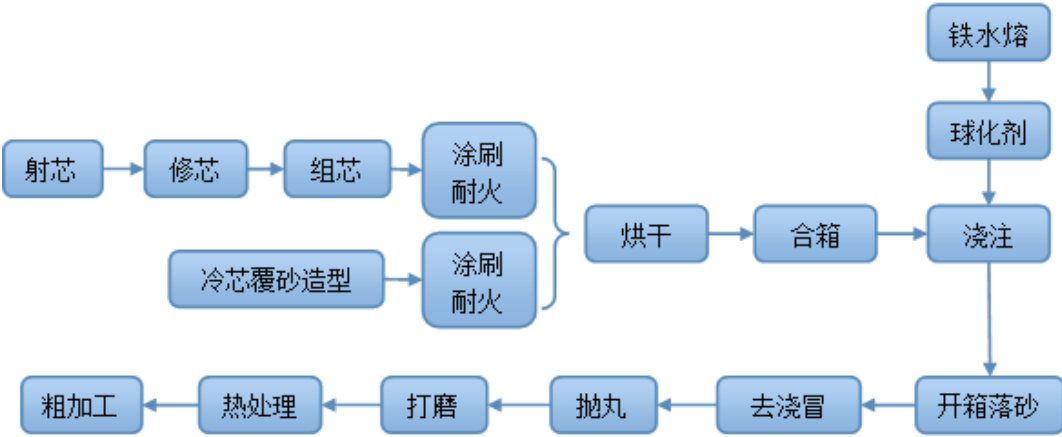 铁水熔
球化剂
射芯
修芯
组芯
涂刷
耐火
冷芯覆砂造型
涂刷
耐火
烘干
合箱
浇注
粗加工
热处理
打磨
抛丸
去浇冒
开箱落砂